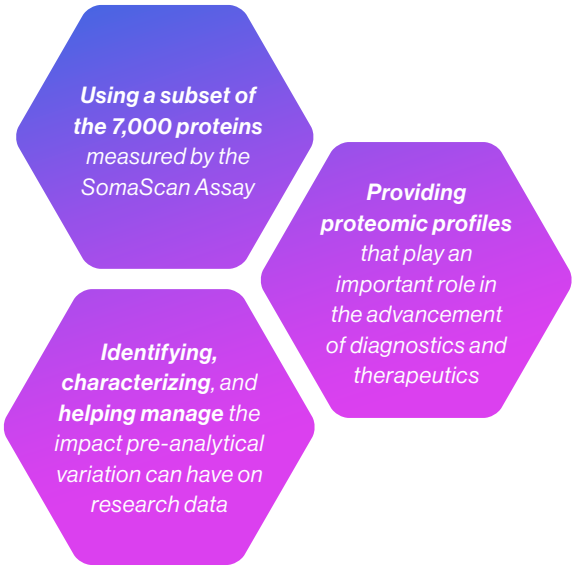 Using a subset of
the 7,000 proteins
measured by the
SomaScan Assay
Providing
proteomic profiles
that play an
important role in
the advancement
of diagnostics and
therapeutics
Identifying,
characterizing, and
helping manage the
impact pre-analytical
variation can have on
research data